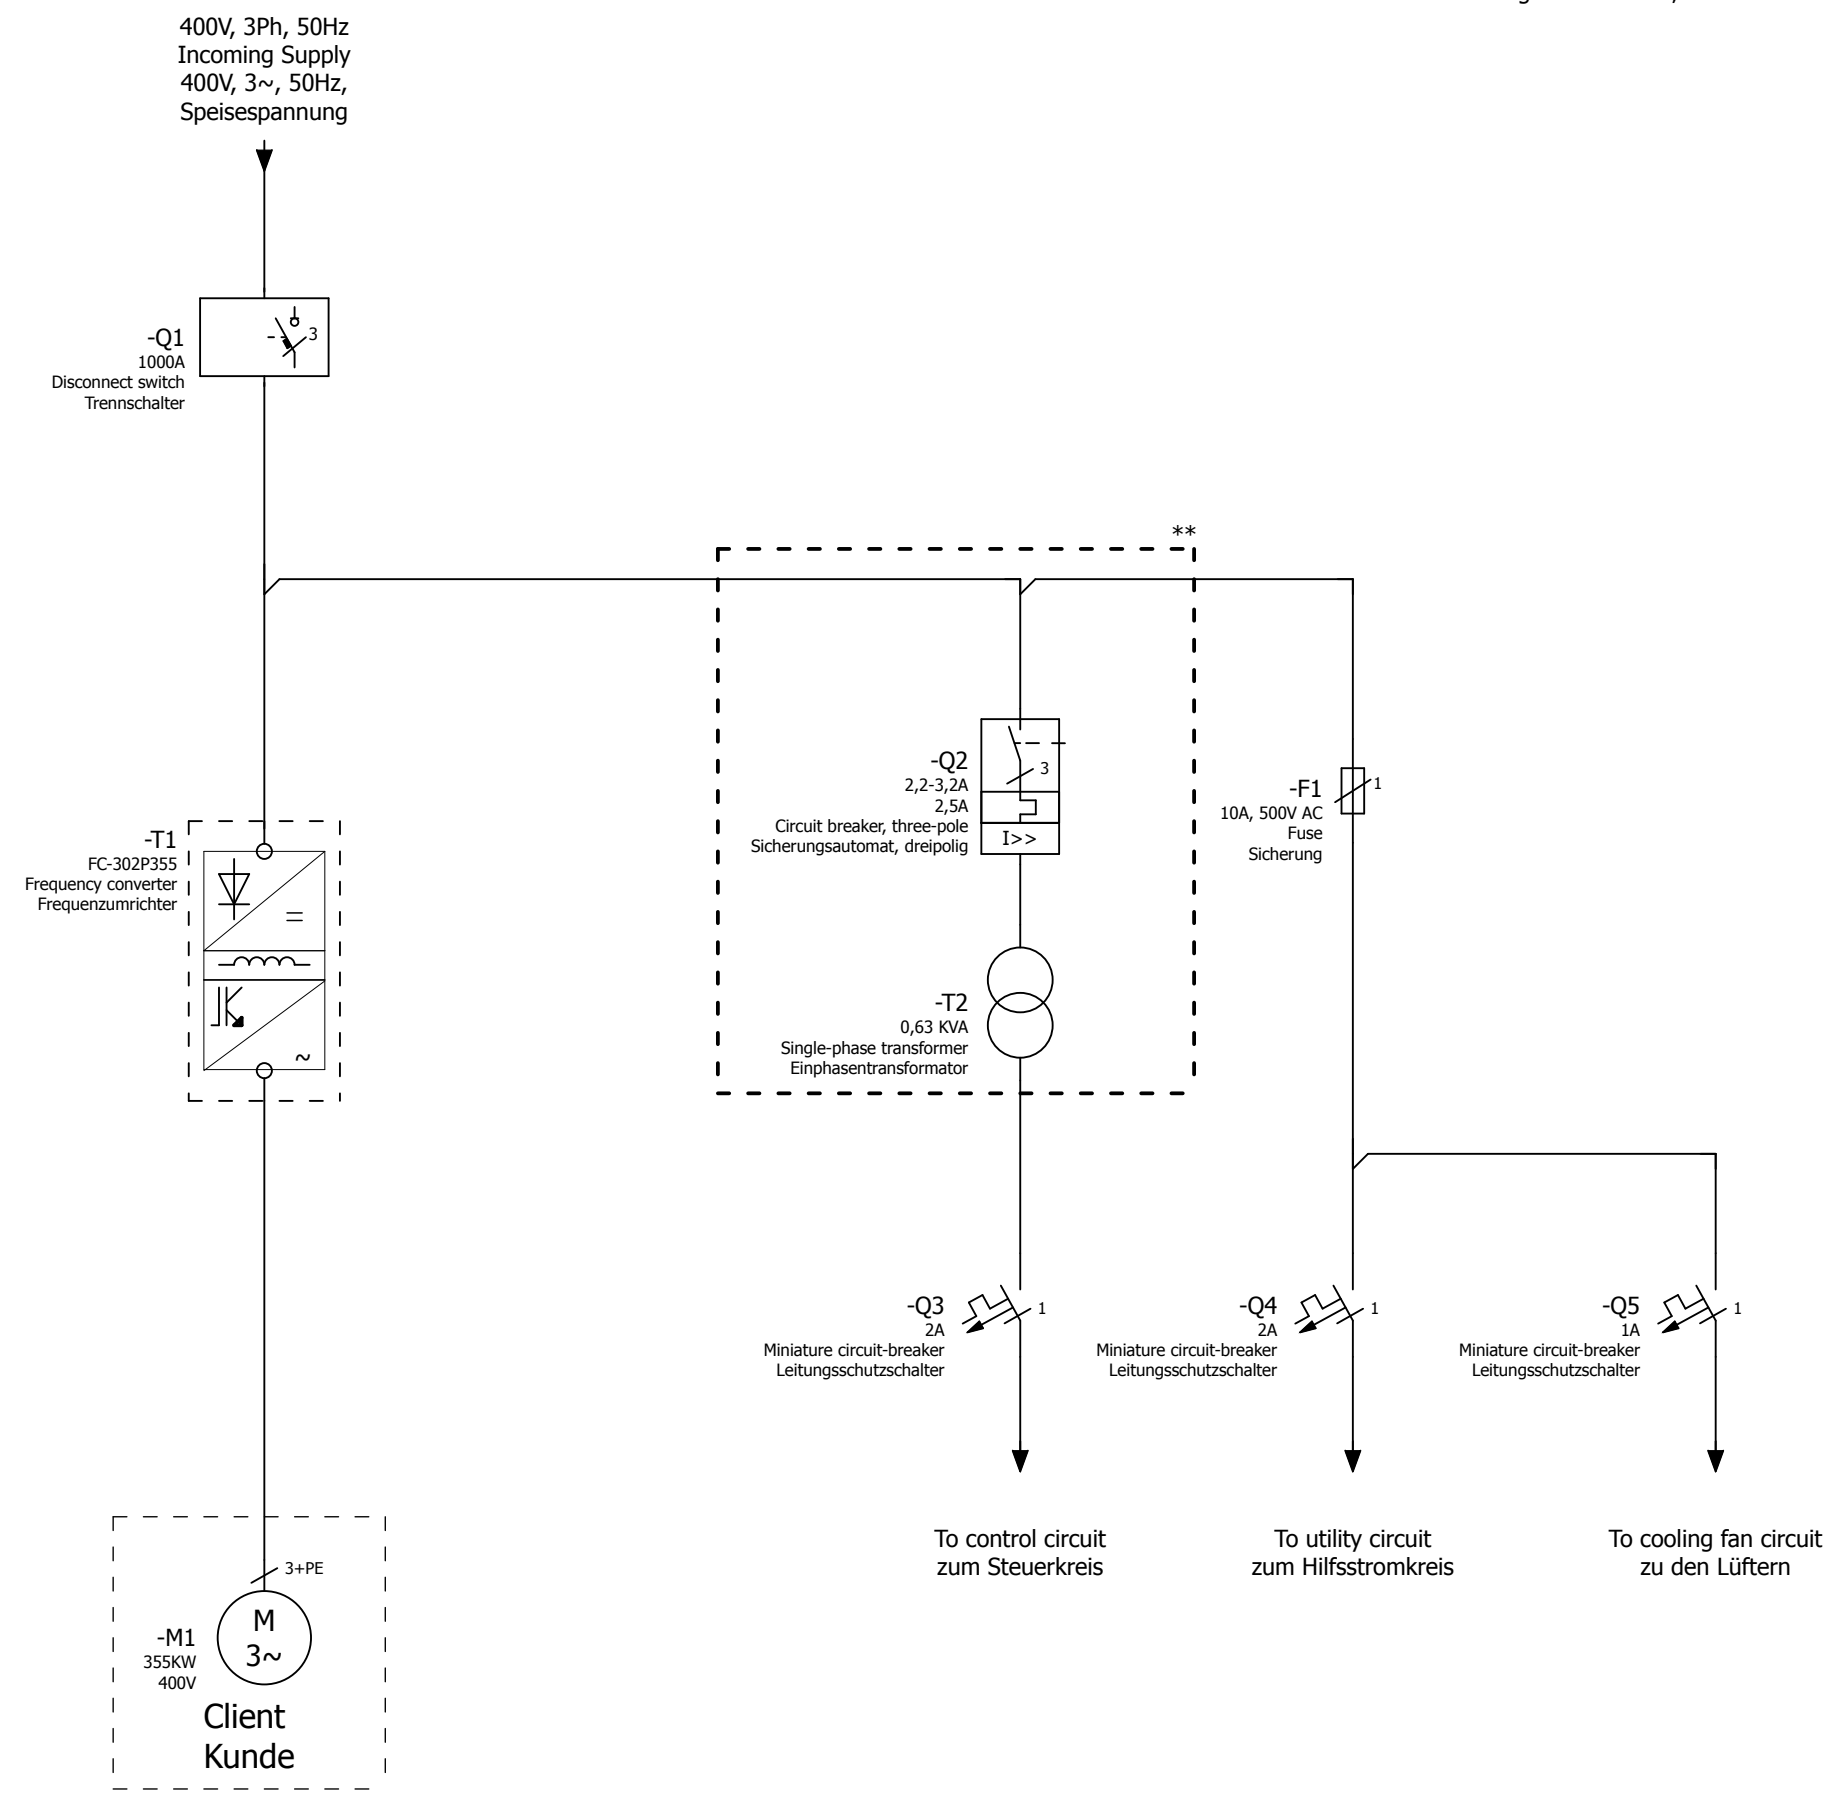 400V, 3Ph, 50Hz
Incoming Supply
400V, 3~, 50Hz,
Speisespannung
-Q1
1000A
Disconnect switch
Trennschalter
3
**
-Q2
2,2-3,2A
2,5A
Circuit breaker, three-pole
Sicherungsautomat, dreipolig
3
I>>
-F1
10A, 500V AC
Fuse
Sicherung
1
-T1
FC-302P355
Frequency converter
Frequenzumrichter
=
~
-T2
0,63 KVA
Single-phase transformer
Einphasentransformator
-Q3
2A
Miniature circuit-breaker
Leitungsschutzschalter
1
-Q4
2A
Miniature circuit-breaker
Leitungsschutzschalter
1
-Q5
1A
Miniature circuit-breaker
Leitungsschutzschalter
1
To control circuit
zum Steuerkreis
To utility circuit
zum Hilfsstromkreis
To cooling fan circuit
zu den Lüftern
3+PE
M
3~
-M1
355KW
400V
Client
Kunde